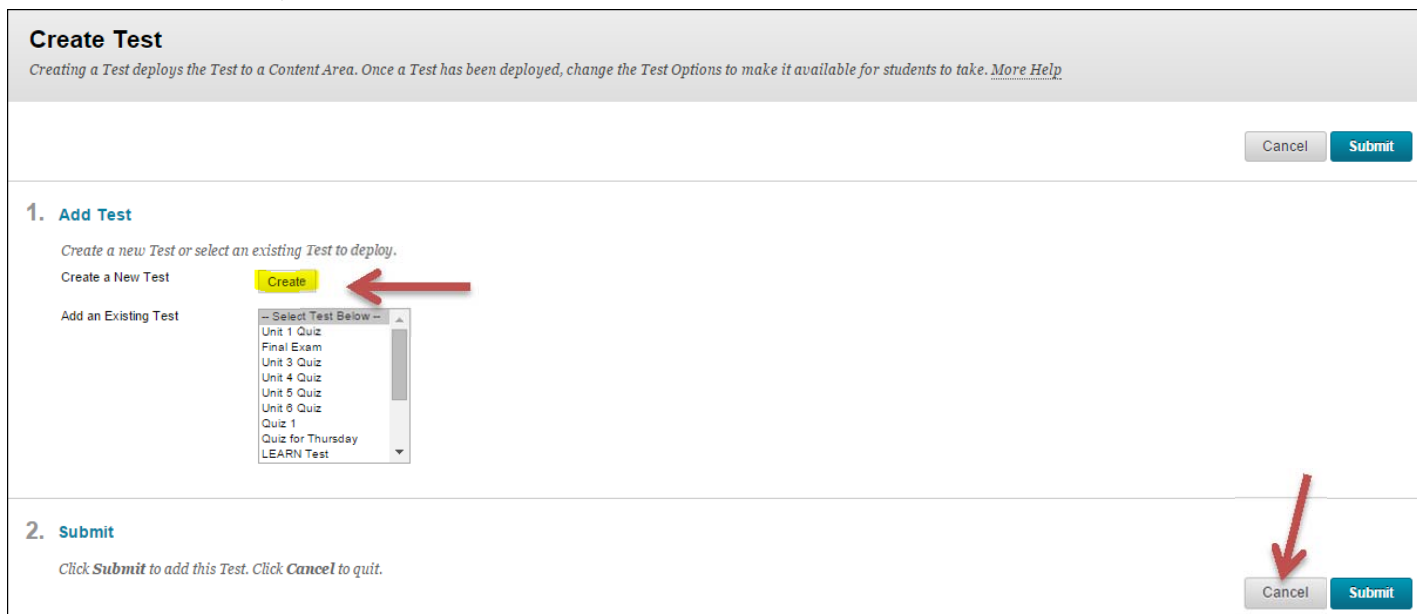 Create Test
Creating a Test deploys the Test to a Content Area. Once a Test has been deployed, change the Test Options to make it available for students to take. More Help
Cancel Submit
1. Add Test
Create a new Test or select an existing Test to deploy.
Create a New Test Create
Add an Existing Test -- Select Test Below --
Unit 1 Quiz
Final Exam
Unit 3 Quiz
Unit 4 Quiz
Unit 5 Quiz
Unit 6 Quiz
Quiz 1
Quiz for Thursday
LEARN Test
2. Submit
Click Submit to add this Test. Click Cancel to quit.
Cancel Submit